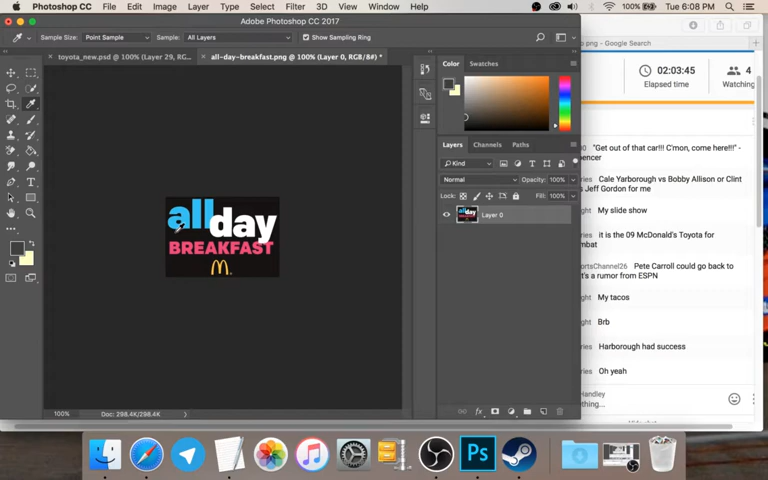 Photoshop CC File Edit Image Layer Type Select Filter 3D View Window Help 100% Tue 6:08 PM
Adobe Photoshop CC 2017
Sample Size: Point Sample Sample: All Layers Show Sampling Ring
toyota_new.psd @ 100% (Layer 29, RG... all-day-breakfast.png @ 100% (Layer 0, RGB/8#) *
all day
BREAKFAST
Color Swatches
Layers Channels Paths
Kind
Normal Opacity: 100%
Lock: Fill: 100%
Layer 0
100% Doc: 298.4K/298.4K
png - Google Search
02:03:45 4
Elapsed time Watching
"Get out of that car!!! C'mon, come here!!!" -
Cale Yarborough vs Bobby Allison or Clint
Jeff Gordon for me
My slide show
it is the 09 McDonald's Toyota for
ortsChannel26 Pete Carroll could go back to
t's a rumor from ESPN
My tacos
Brb
Harborough had success
Oh yeah
Handley
Ps